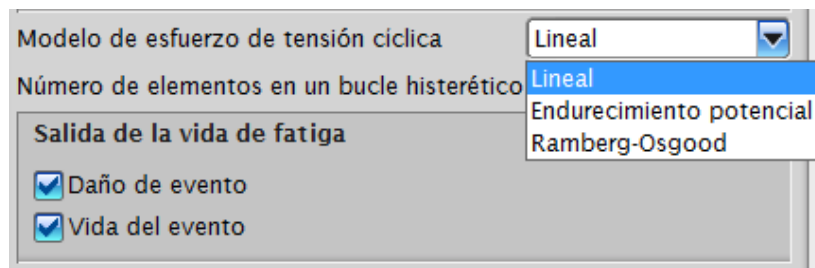 Modelo de esfuerzo de tensión cíclica Lineal
Número de elementos en un bucle histerético Lineal
Endurecimiento potencial
Salida de la vida de fatiga
Ramberg-Osgood
Daño de evento
Vida del evento